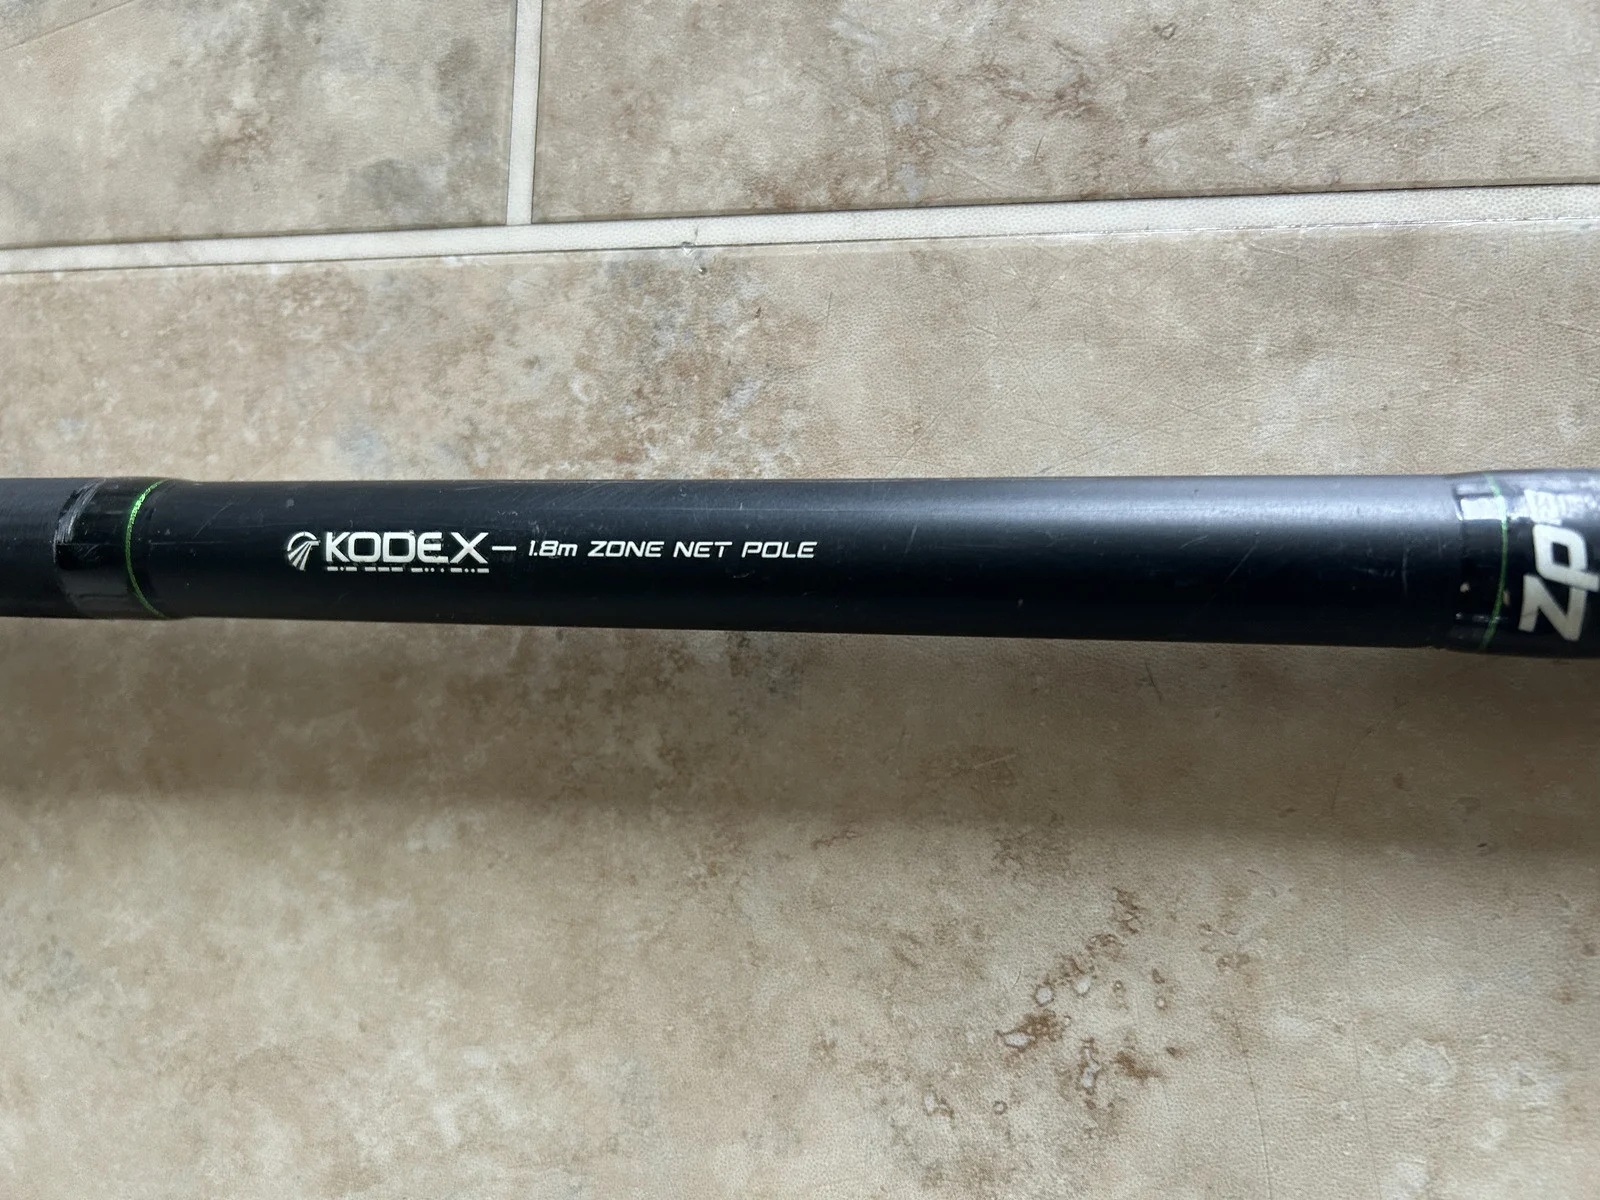 KODEX – 1.8m ZONE NET POLE